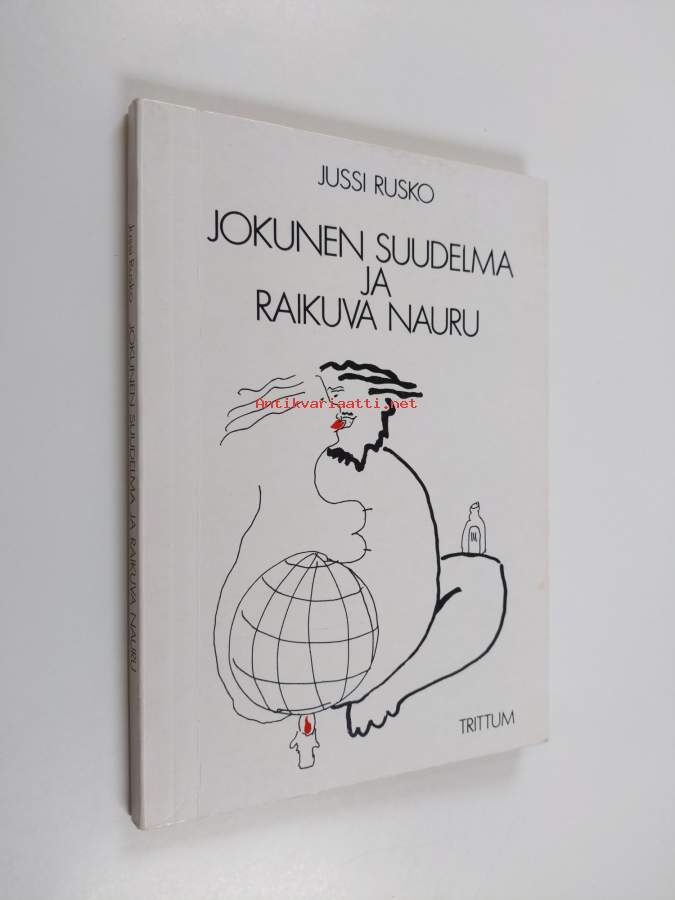 JUSSI RUSKO
JOKUNEN SUUDELMA
JA
RAIKUVA NAURU
Antikvariaatti.net
TRITTUM
Jussi Rusko JOKUNEN SUUDELMA JA RAIKUVA NAURU